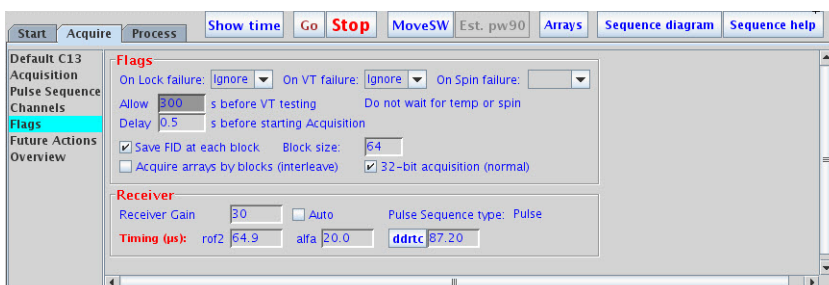 Start Acquire Process Show time Go Stop MoveSW Est. pw90 Arrays Sequence diagram Sequence help
Default C13
Acquisition
Pulse Sequence
Channels
Flags
Future Actions
Overview
Flags
On Lock failure: Ignore On VT failure: Ignore On Spin failure:
Allow 300 s before VT testing Do not wait for temp or spin
Delay 0.5 s before starting Acquisition
Save FID at each block Block size: 64
Acquire arrays by blocks (interleave) 32-bit acquisition (normal)
Receiver
Receiver Gain 30 Auto Pulse Sequence type: Pulse
Timing (µs): rof2 64.9 alfa 20.0 ddrtc 87.20